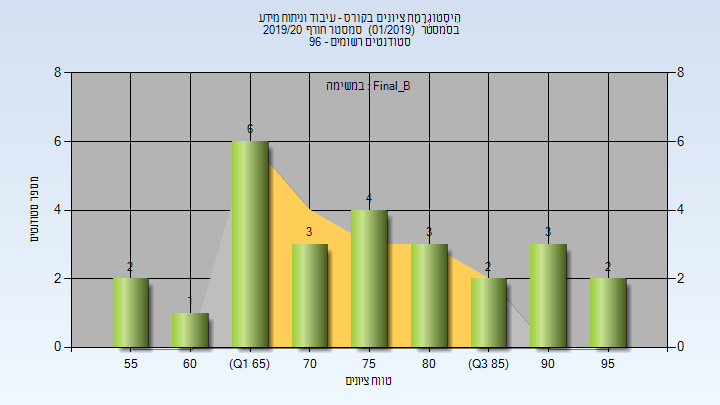 הִיסְטוֹגְרָמַת ציונים בקורס - עיבוד וניתוח מידע
בסמסטר (01/2019) סמסטר חורף 2019/20
סטודנטים רשומים - 96
במשימה : Final_B
8 8
6 6
4 4
2 2
0 0
2 1 6 3 4 3 2 3 2
מספר סטודנטים
55 60 (Q1 65) 70 75 80 (Q3 85) 90 95
טווח ציונים